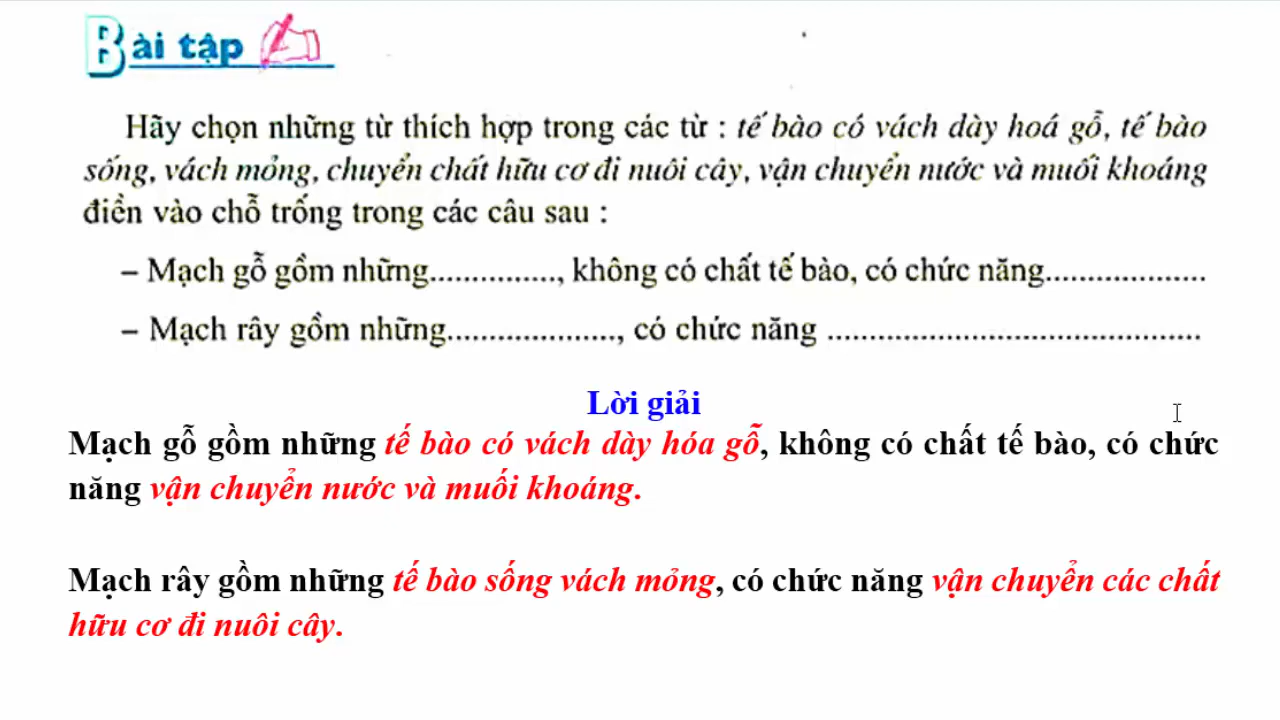 Bài tập
Hãy chọn những từ thích hợp trong các từ : tế bào có vách dày hoá gỗ, tế bào
sống, vách mỏng, chuyển chất hữu cơ đi nuôi cây, vận chuyển nước và muối khoáng
điền vào chỗ trống trong các câu sau :
– Mạch gỗ gồm những..............., không có chất tế bào, có chức năng...................
– Mạch rây gồm những...................., có chức năng ............................................
Lời giải
Mạch gỗ gồm những tế bào có vách dày hóa gỗ, không có chất tế bào, có chức
năng vận chuyển nước và muối khoáng.
Mạch rây gồm những tế bào sống vách mỏng, có chức năng vận chuyển các chất
hữu cơ đi nuôi cây.